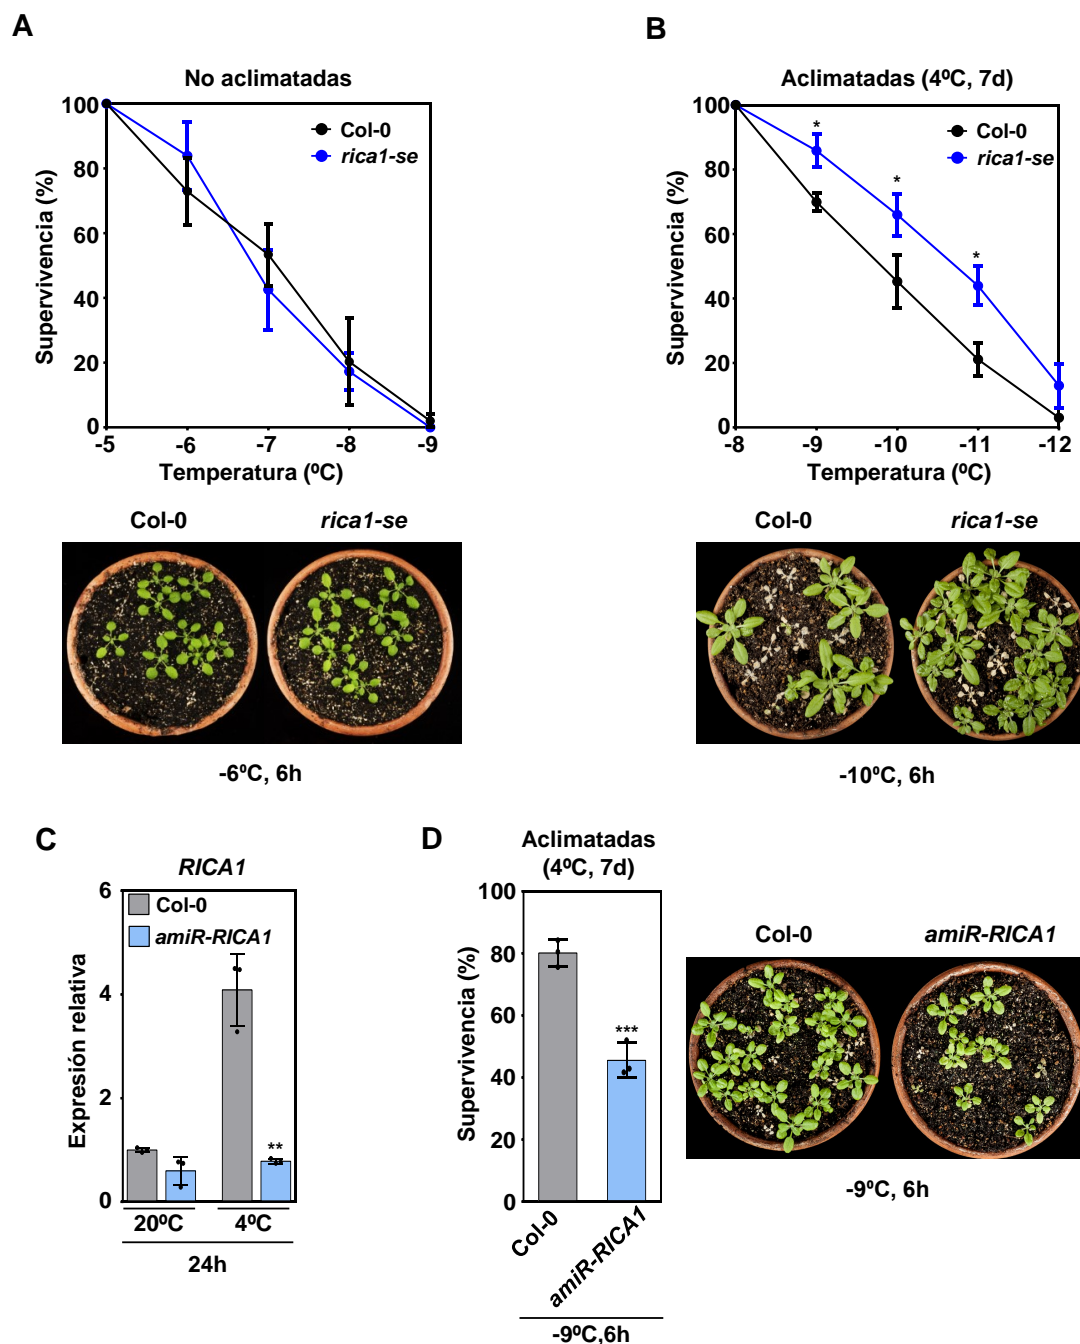 A
No aclimatadas
100
80
60
40
20
0
Supervivencia (%)
Col-0
rica1-se
-5 -6 -7 -8 -9
Temperatura (ºC)
Col-0 rica1-se
-6ºC, 6h
B
Aclimatadas (4ºC, 7d)
100
80
60
40
20
0
Supervivencia (%)
Col-0
rica1-se
* * *
-8 -9 -10 -11 -12
Temperatura (ºC)
Col-0 rica1-se
-10ºC, 6h
C
RICA1
6
4
2
0
Expresión relativa
Col-0
amiR-RICA1
**
20ºC 4ºC
24h
D
Aclimatadas
(4ºC, 7d)
100
80
60
40
20
0
Supervivencia (%)
***
Col-0
amiR-RICA1
-9ºC,6h
Col-0 amiR-RICA1
-9ºC, 6h